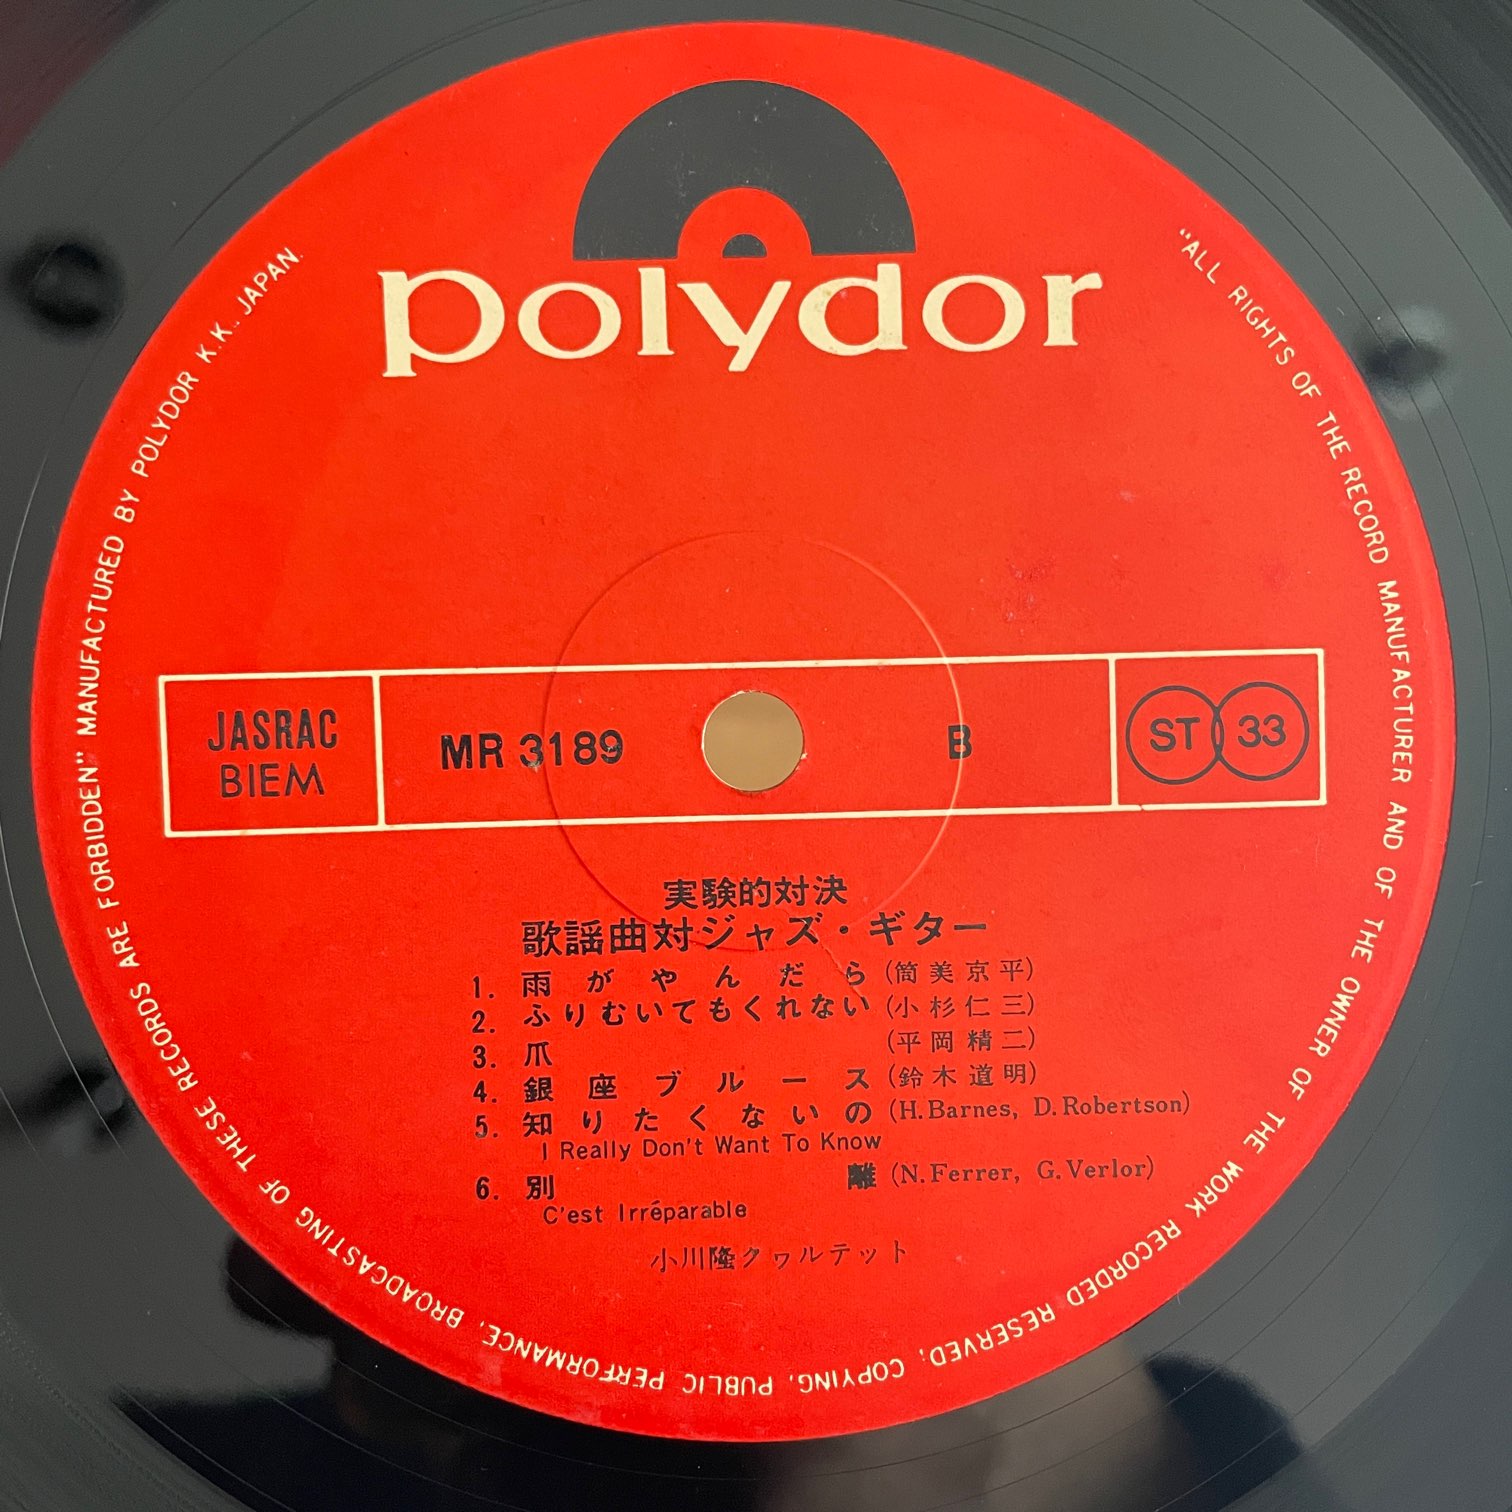 polydor
JASRAC
BIEM
MR 3189
B
ST 33
実験的対決
歌謡曲対ジャズ・ギター
1. 雨がやんだら (筒美京平)
2. ふりむいてもくれない (小杉仁三)
3. 爪 (平岡精二)
4. 銀座ブルース (鈴木道明)
5. 知りたくないの (H.Barnes, D.Robertson)
I Really Don't Want To Know
6. 別離 (N.Ferrer, G.Verlor)
C'est Irréparable
小川隆クヮルテット
"ALL RIGHTS OF THE RECORD MANUFACTURER AND OF THE OWNER OF THE WORK RECORDED RESERVED; COPYING, PUBLIC PERFORMANCE, BROADCASTING OF THESE RECORDS ARE FORBIDDEN" MANUFACTURED BY POLYDOR K.K., JAPAN.